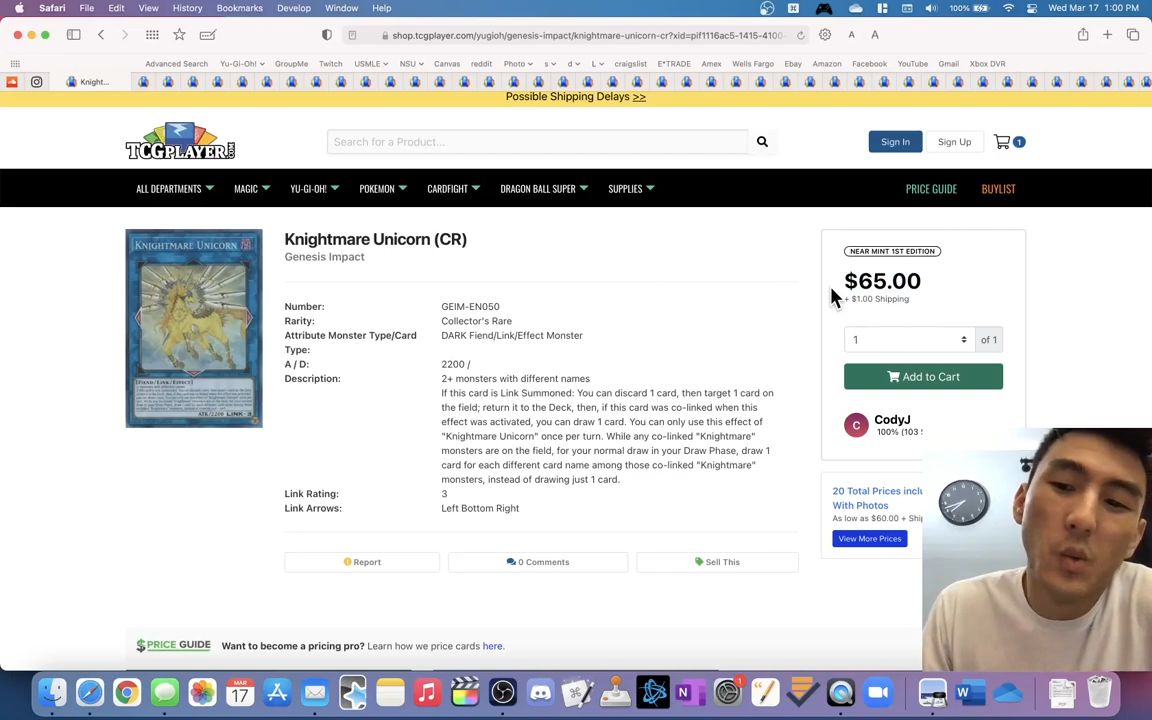 Safari File Edit View History Bookmarks Develop Window Help 100% Wed Mar 17 1:00 PM
shop.tcgplayer.com/yugioh/genesis-impact/knightmare-unicorn-cr?xid=pif1116ac5-1415-4100- A A
Advanced Search Yu-Gi-Oh! GroupMe Twitch USMLE NSU Canvas reddit Photo s d L craigslist E*TRADE Amex Wells Fargo Ebay Amazon Facebook YouTube Gmail Xbox DVR
Knight...
Possible Shipping Delays >>
TCGPLAYER.COM
Search for a Product...
Sign In
Sign Up
1
ALL DEPARTMENTS MAGIC YU-GI-OH! POKEMON CARDFIGHT DRAGON BALL SUPER SUPPLIES PRICE GUIDE BUYLIST
KNIGHTMARE UNICORN
[FIEND/LINK/EFFECT]
ATK/2200 LINK-3
Knightmare Unicorn (CR)
Genesis Impact
Number: GEIM-EN050
Rarity: Collector's Rare
Attribute Monster Type/Card DARK Fiend/Link/Effect Monster
Type:
A / D: 2200 /
Description: 2+ monsters with different names
If this card is Link Summoned: You can discard 1 card, then target 1 card on
the field; return it to the Deck, then, if this card was co-linked when this
effect was activated, you can draw 1 card. You can only use this effect of
"Knightmare Unicorn" once per turn. While any co-linked "Knightmare"
monsters are on the field, for your normal draw in your Draw Phase, draw 1
card for each different card name among those co-linked "Knightmare"
monsters, instead of drawing just 1 card.
Link Rating: 3
Link Arrows: Left Bottom Right
Report
0 Comments
Sell This
NEAR MINT 1ST EDITION
$65.00
+ $1.00 Shipping
1 of 1
Add to Cart
C
CodyJ
100% (103
20 Total Prices
With Photos
As low as $60.00 +
View More Prices
PRICE GUIDE Want to become a pricing pro? Learn how we price cards here.
MAR
17
N
1
W
PDF